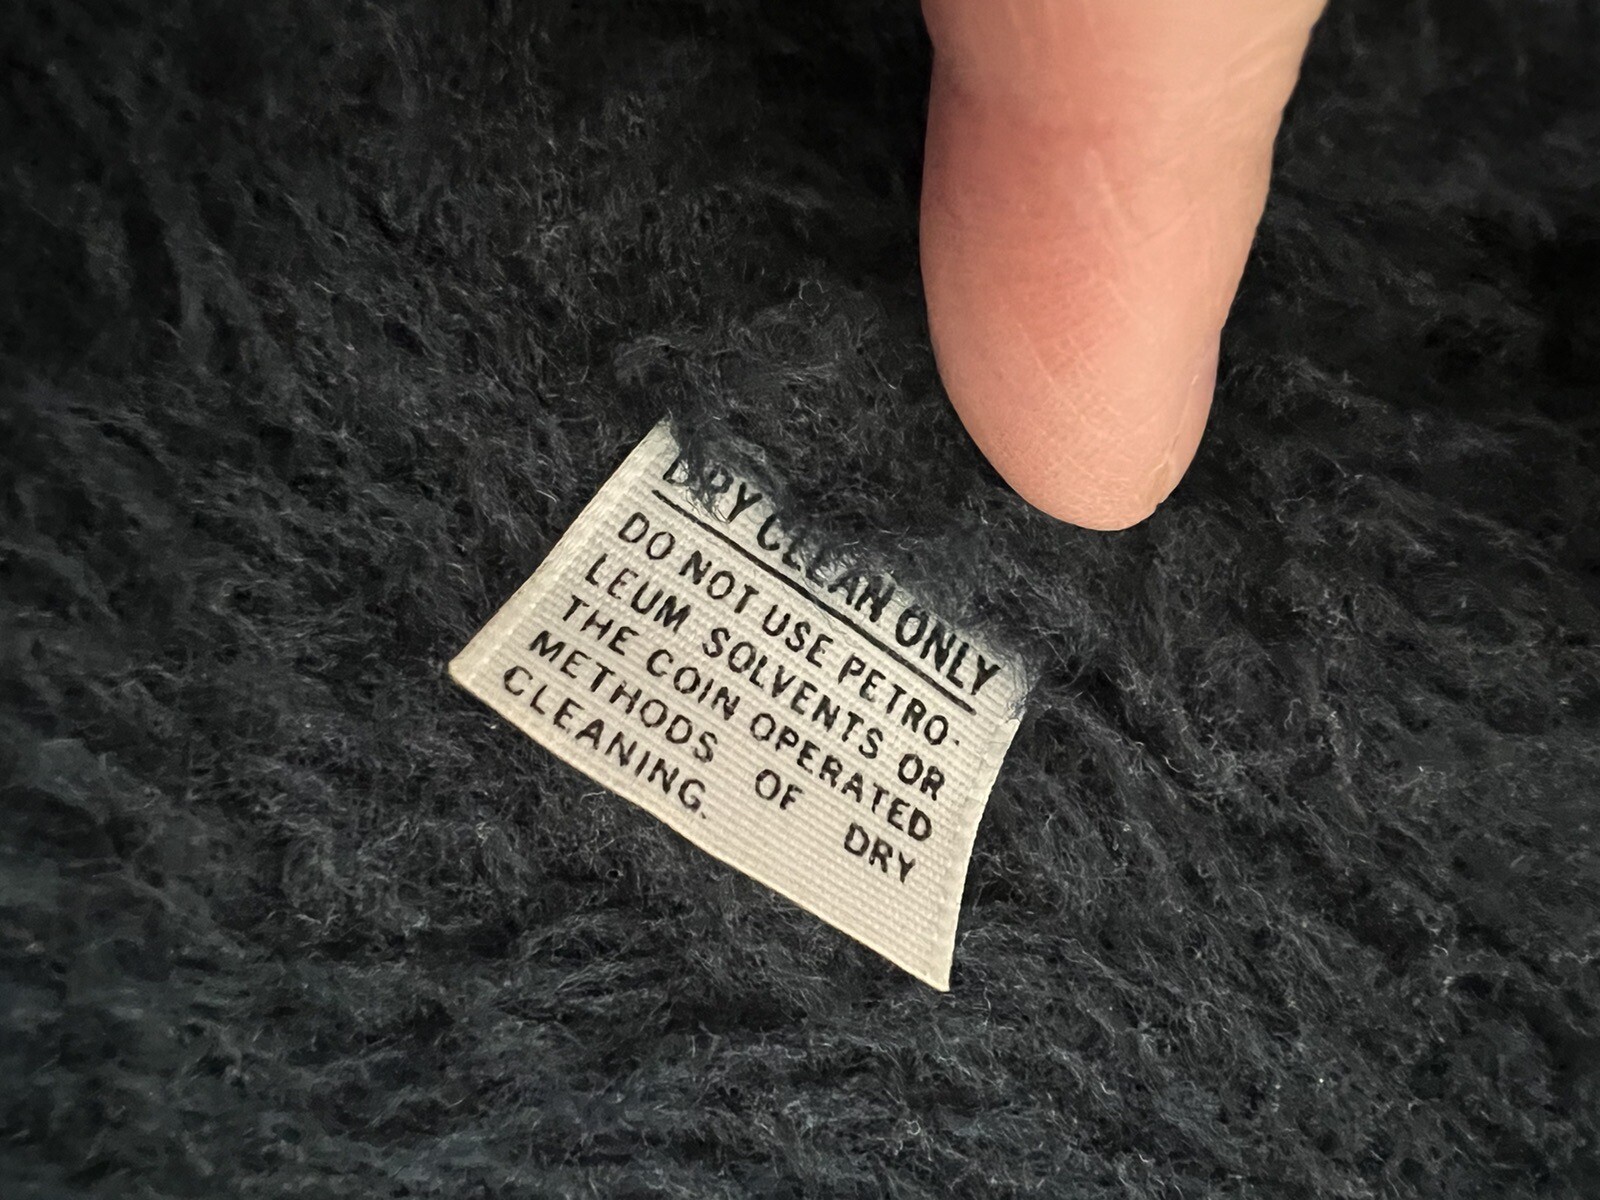 DRY CLEAN ONLY
DO NOT USE PETRO-
LEUM SOLVENTS OR
THE COIN OPERATED
METHODS OF DRY
CLEANING.